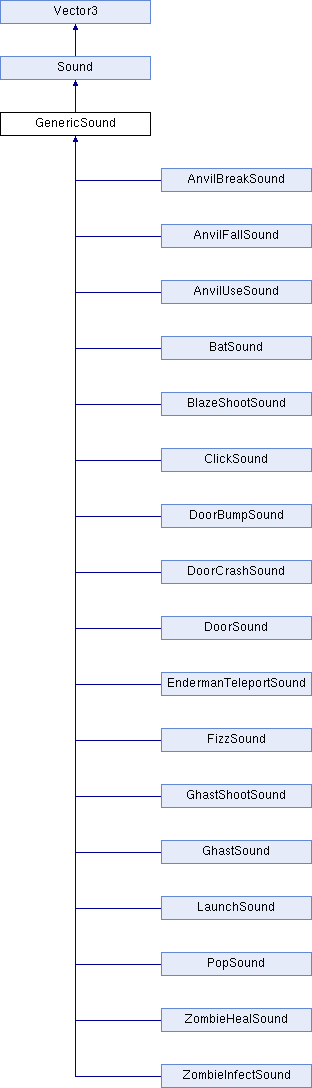 Vector3
Sound
GenericSound
AnvilBreakSound
AnvilFallSound
AnvilUseSound
BatSound
BlazeShootSound
ClickSound
DoorBumpSound
DoorCrashSound
DoorSound
EndermanTeleportSound
FizzSound
GhastShootSound
GhastSound
LaunchSound
PopSound
ZombieHealSound
ZombieInfectSound